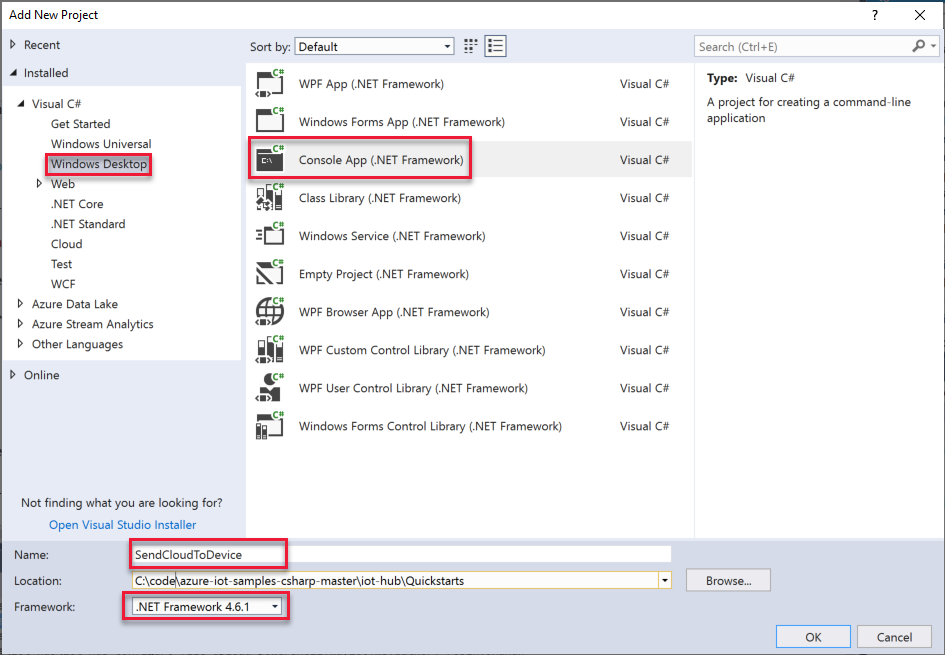 Add New Project
?
Recent
Installed
Visual C#
Get Started
Windows Universal
Windows Desktop
Web
.NET Core
.NET Standard
Cloud
Test
WCF
Azure Data Lake
Azure Stream Analytics
Other Languages
Online
Not finding what you are looking for?
Open Visual Studio Installer
Sort by: Default
WPF App (.NET Framework) Visual C#
Windows Forms App (.NET Framework) Visual C#
Console App (.NET Framework) Visual C#
Class Library (.NET Framework) Visual C#
Windows Service (.NET Framework) Visual C#
Empty Project (.NET Framework) Visual C#
WPF Browser App (.NET Framework) Visual C#
WPF Custom Control Library (.NET Framework) Visual C#
WPF User Control Library (.NET Framework) Visual C#
Windows Forms Control Library (.NET Framework) Visual C#
Search (Ctrl+E)
Type: Visual C#
A project for creating a command-line
application
Name: SendCloudToDevice
Location: C:\code\azure-iot-samples-csharp-master\iot-hub\Quickstarts Browse...
Framework: .NET Framework 4.6.1
OK Cancel